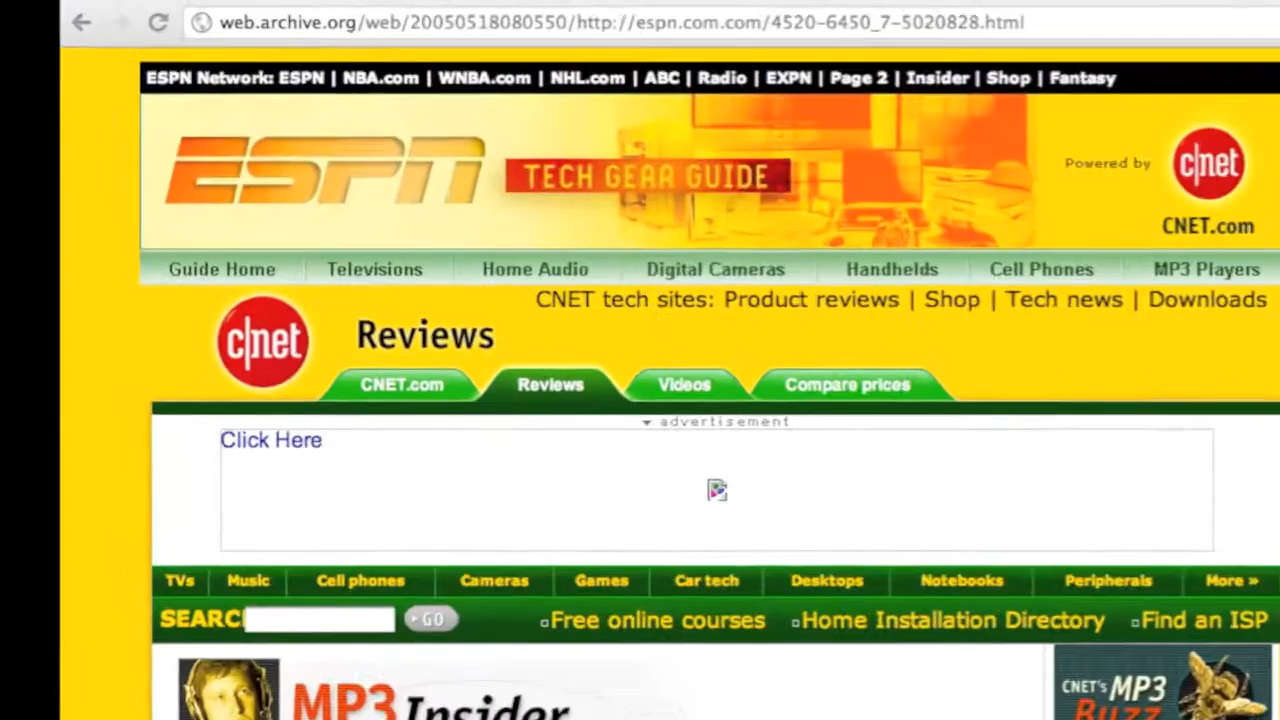 web.archive.org/web/20050518080550/http://espn.com.com/4520-6450_7-5020828.html
ESPN Network: ESPN | NBA.com | WNBA.com | NHL.com | ABC | Radio | EXPN | Page 2 | Insider | Shop | Fantasy
ESPN TECH GEAR GUIDE Powered by c|net
CNET.com
Guide Home Televisions Home Audio Digital Cameras Handhelds Cell Phones MP3 Players
CNET tech sites: Product reviews | Shop | Tech news | Downloads
c|net Reviews
CNET.com Reviews Videos Compare prices
advertisement
Click Here
TVs Music Cell phones Cameras Games Car tech Desktops Notebooks Peripherals More »
SEARCH GO Free online courses Home Installation Directory Find an ISP
MP3 Insider CNET'S MP3
Buzz